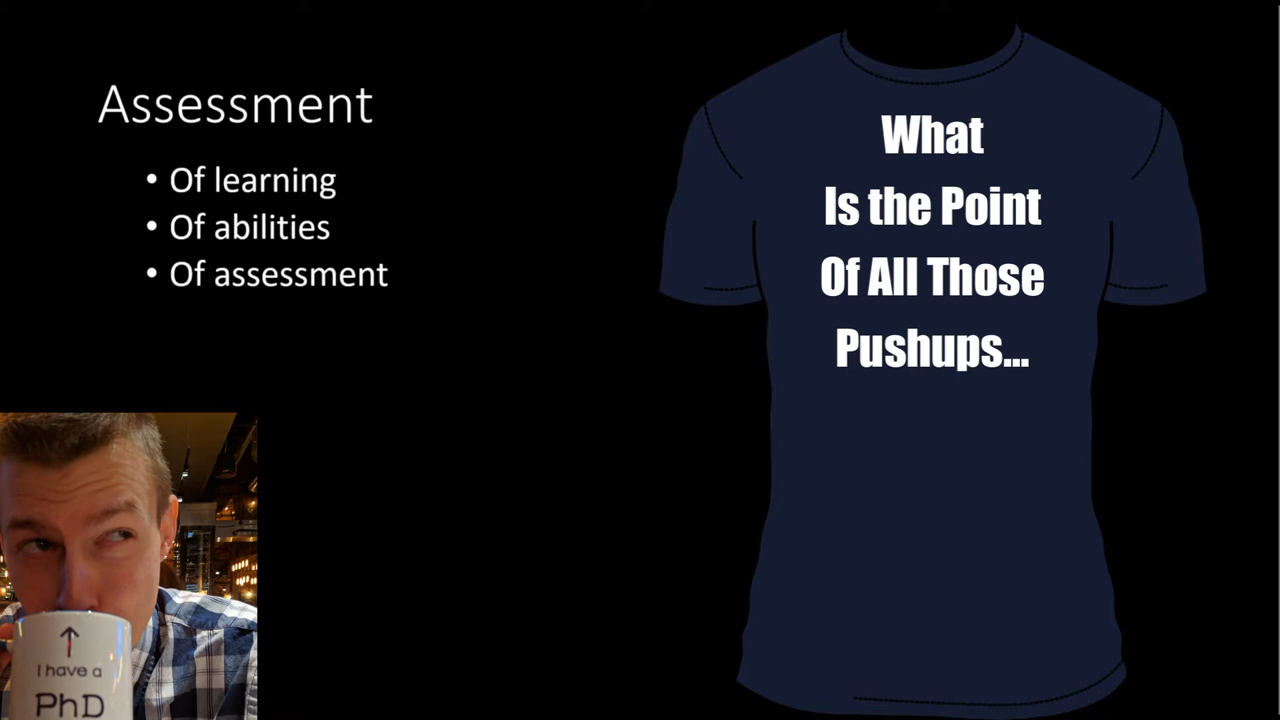 Assessment
• Of learning
• Of abilities
• Of assessment
What
Is the Point
Of All Those
Pushups...
↑
I have a
PhD